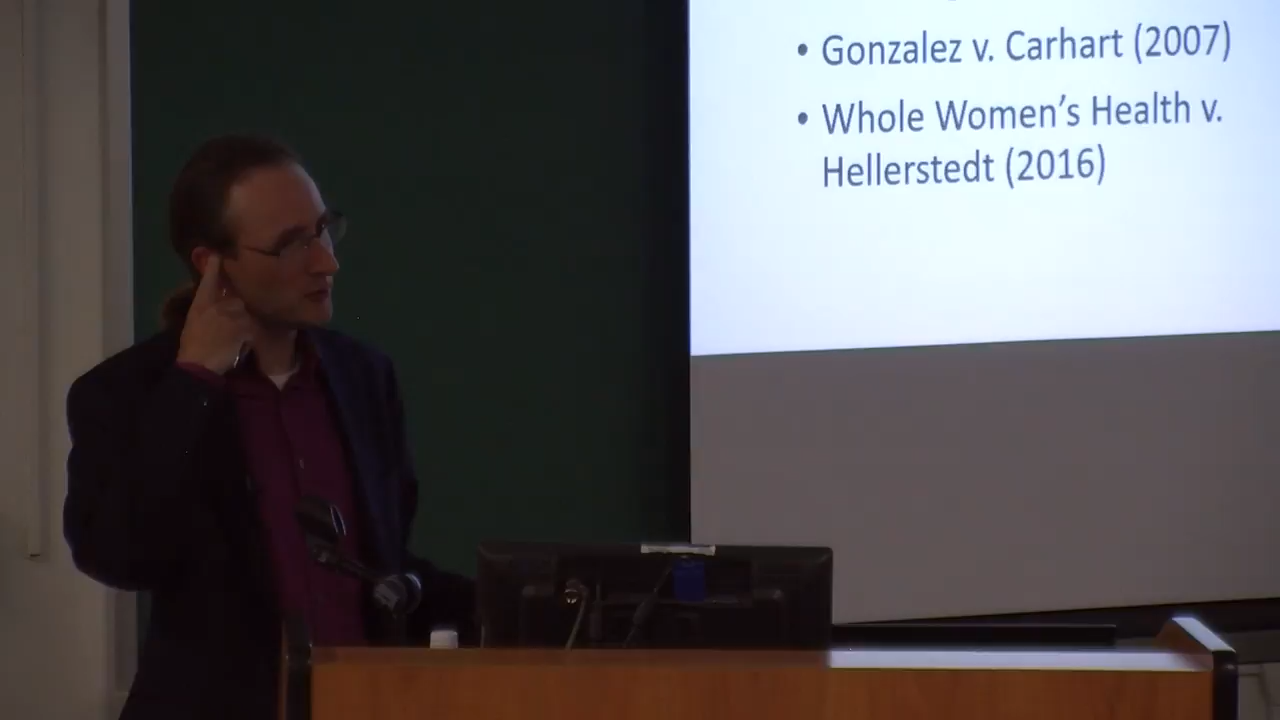 • Gonzalez v. Carhart (2007)
• Whole Women's Health v.
Hellerstedt (2016)